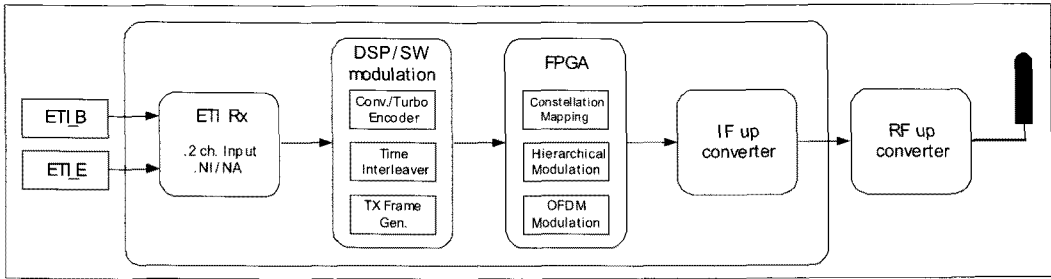 ETI_B
ETI_E
ETI Rx
.2 ch. Input
.NI/NA
DSP/SW
modulation
Conv./Turbo
Encoder
Time
Interleaver
TX Frame
Gen.
FPGA
Constellation
Mapping
Hierarchical
Modulation
OFDM
Modulation
IF up
converter
RF up
converter